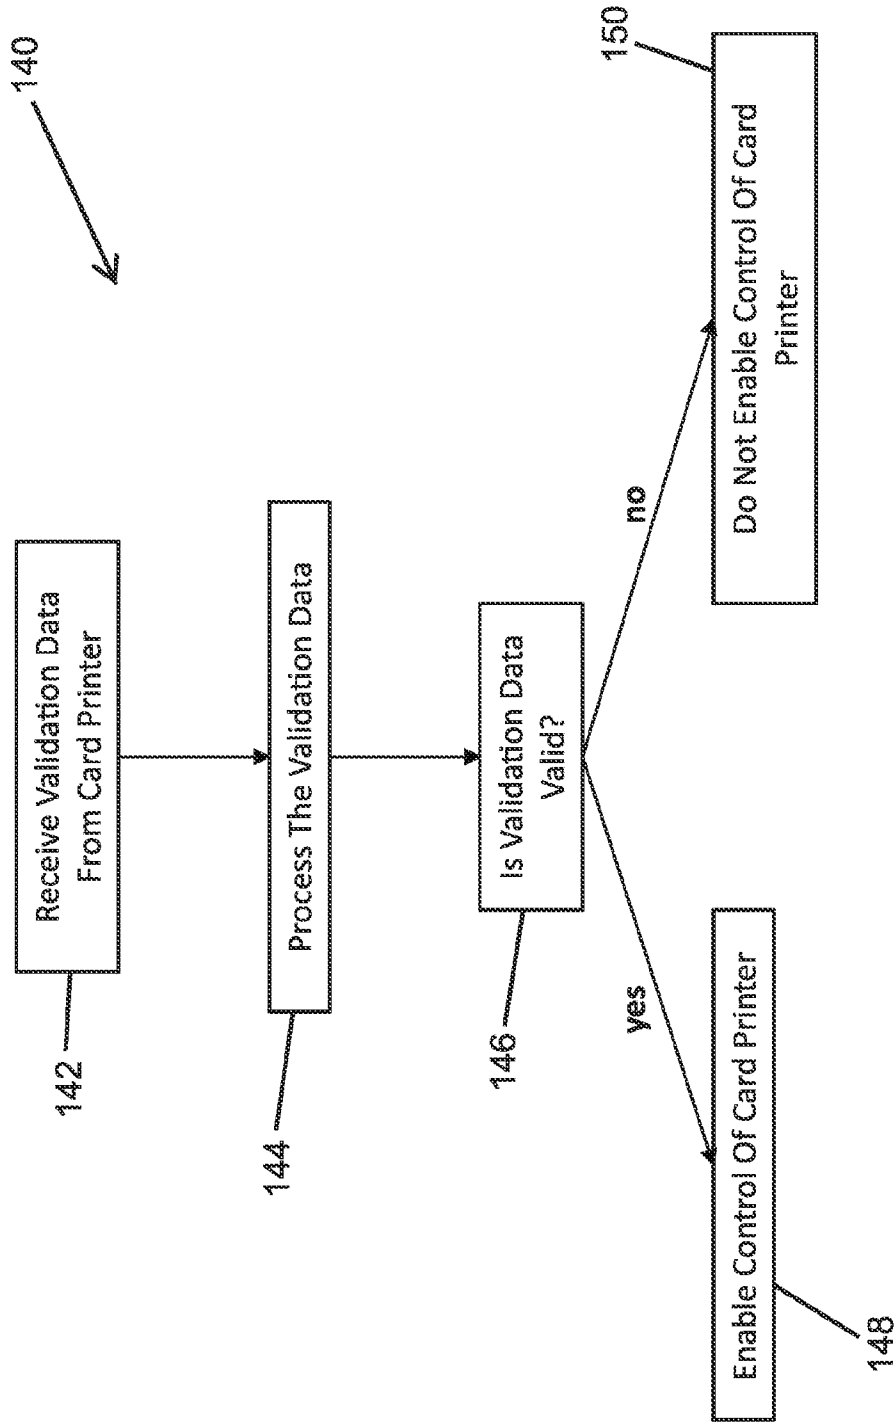 140
Receive Validation Data
From Card Printer
142
Process The Validation Data
144
Is Validation Data
Valid?
146
yes
no
Enable Control Of Card Printer
148
Do Not Enable Control Of Card
Printer
150